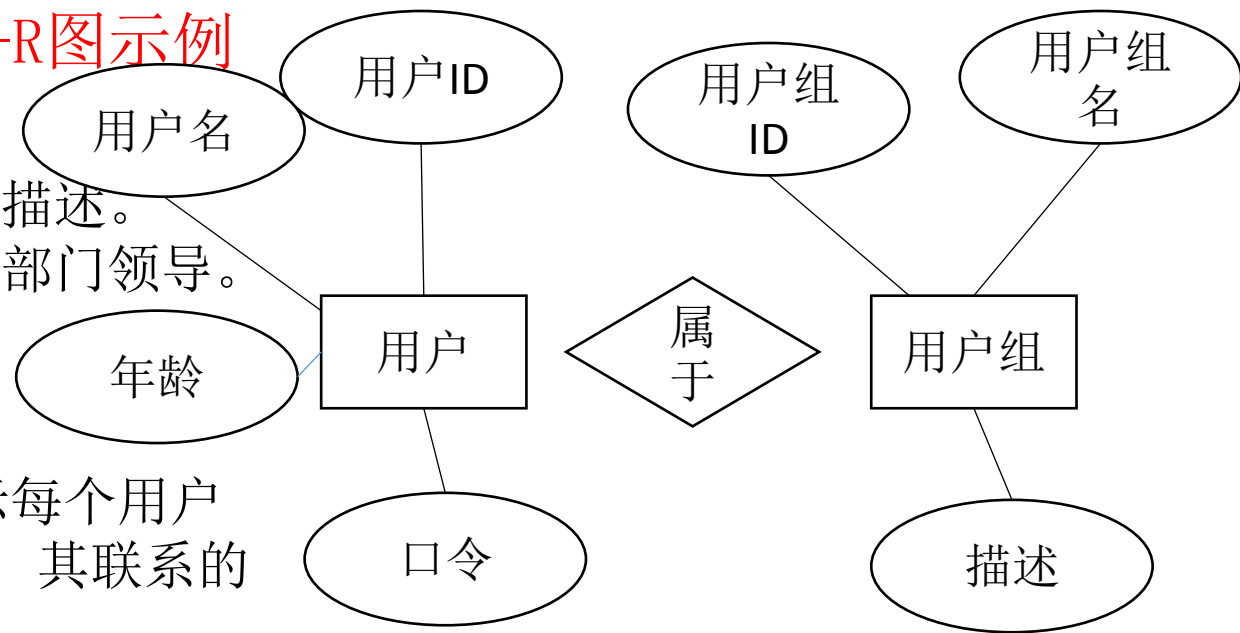 -R图示例
用户名
用户ID
用户组
ID
用户组
名
描述。
部门领导。
年龄
用户
属
于
用户组
每个用户
其联系的
口令
描述